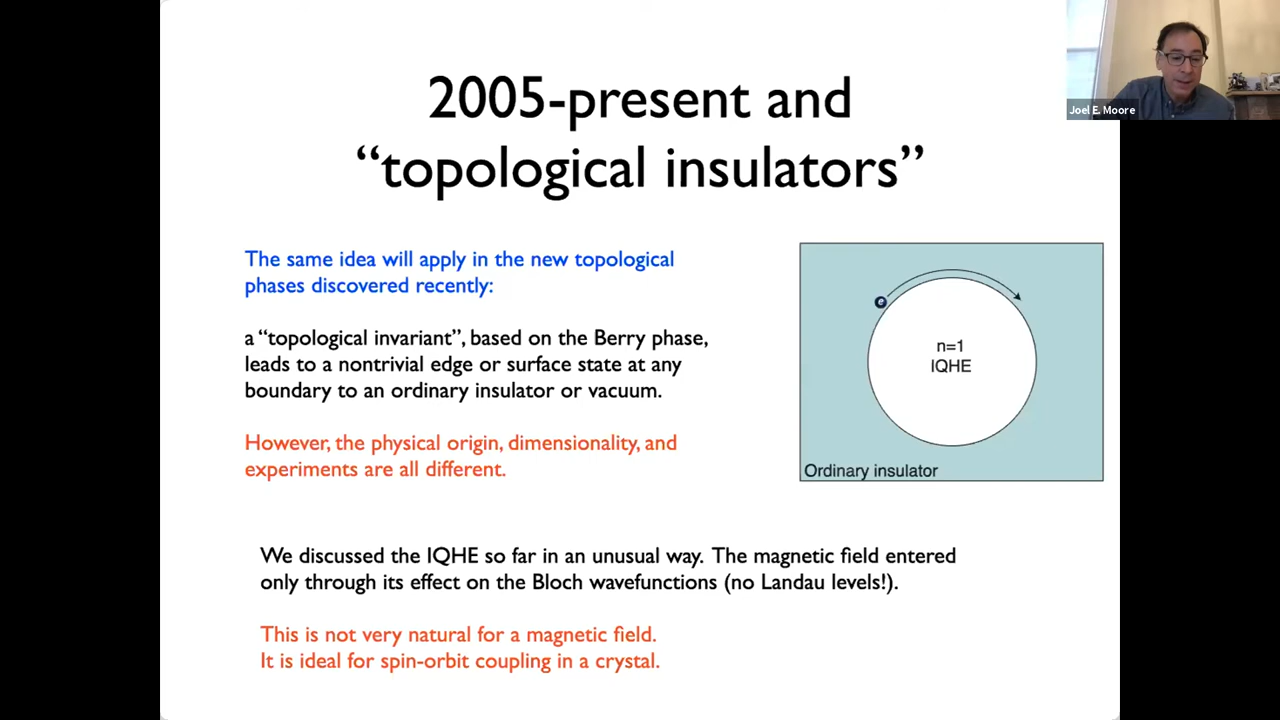 2005-present and
“topological insulators”
Joel E. Moore
The same idea will apply in the new topological
phases discovered recently:
a “topological invariant”, based on the Berry phase,
leads to a nontrivial edge or surface state at any
boundary to an ordinary insulator or vacuum.
However, the physical origin, dimensionality, and
experiments are all different.
e
n=1
IQHE
Ordinary insulator
We discussed the IQHE so far in an unusual way. The magnetic field entered
only through its effect on the Bloch wavefunctions (no Landau levels!).
This is not very natural for a magnetic field.
It is ideal for spin-orbit coupling in a crystal.